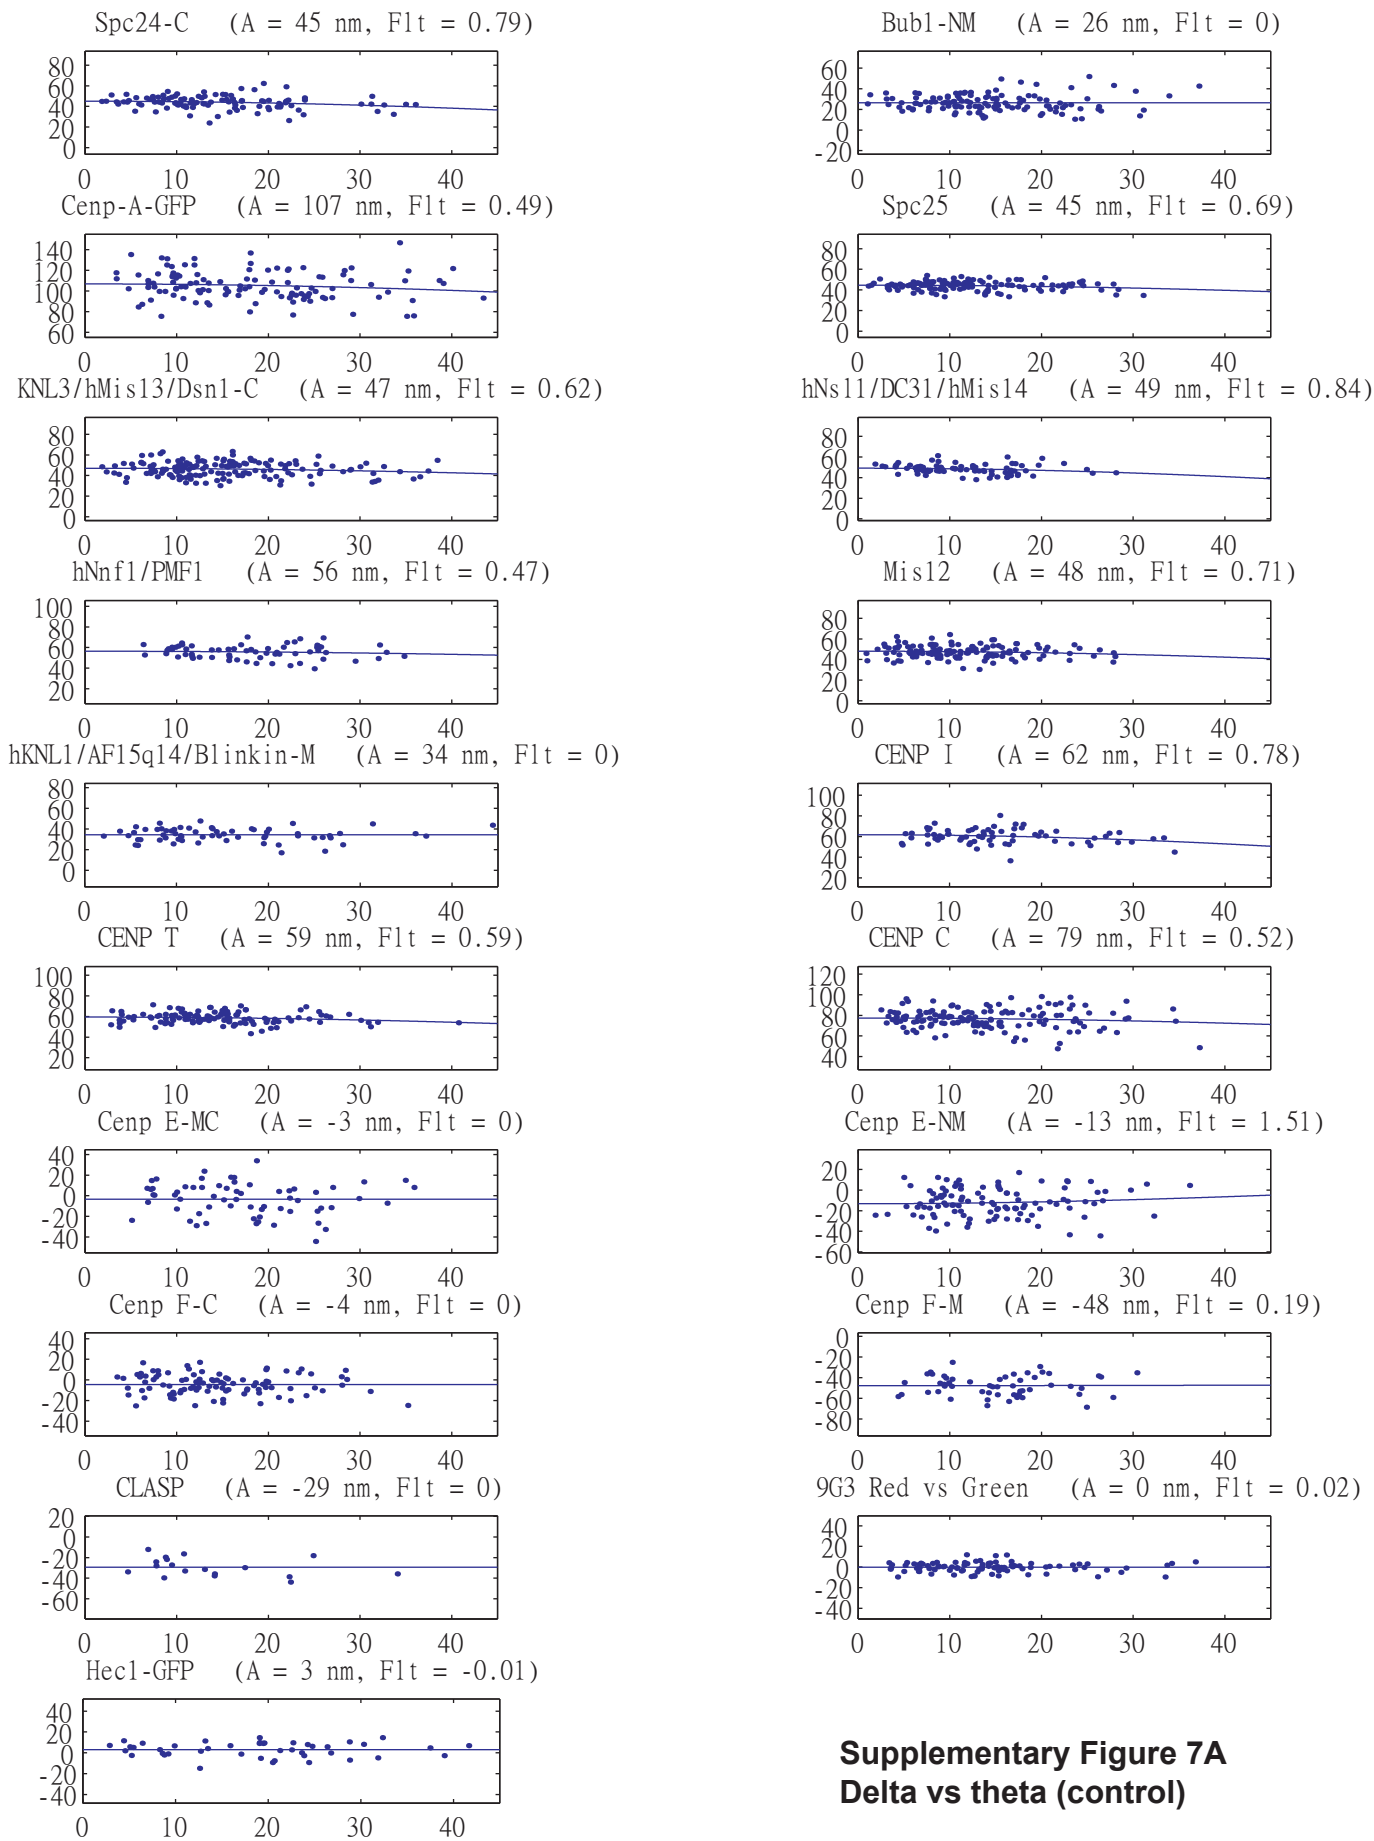 Spc24-C (A = 45 nm, Flt = 0.79)
80
60
40
20
0
0 10 20 30 40
Bub1-NM (A = 26 nm, Flt = 0)
60
40
20
0
-20
0 10 20 30 40
Cenp-A-GFP (A = 107 nm, Flt = 0.49)
140
120
100
80
60
0 10 20 30 40
Spc25 (A = 45 nm, Flt = 0.69)
80
60
40
20
0
0 10 20 30 40
KNL3/hMis13/Dsn1-C (A = 47 nm, Flt = 0.62)
80
60
40
20
0
0 10 20 30 40
hNsl1/DC31/hMis14 (A = 49 nm, Flt = 0.84)
80
60
40
20
0
0 10 20 30 40
hNnf1/PMF1 (A = 56 nm, Flt = 0.47)
100
80
60
40
20
0 10 20 30 40
Mis12 (A = 48 nm, Flt = 0.71)
80
60
40
20
0
0 10 20 30 40
hKNL1/AF15q14/Blinkin-M (A = 34 nm, Flt = 0)
80
60
40
20
0
0 10 20 30 40
CENP I (A = 62 nm, Flt = 0.78)
100
80
60
40
20
0 10 20 30 40
CENP T (A = 59 nm, Flt = 0.59)
100
80
60
40
20
0 10 20 30 40
CENP C (A = 79 nm, Flt = 0.52)
120
100
80
60
40
0 10 20 30 40
Cenp E-MC (A = -3 nm, Flt = 0)
40
20
0
-20
-40
0 10 20 30 40
Cenp E-NM (A = -13 nm, Flt = 1.51)
20
0
-20
-40
-60
0 10 20 30 40
Cenp F-C (A = -4 nm, Flt = 0)
40
20
0
-20
-40
0 10 20 30 40
Cenp F-M (A = -48 nm, Flt = 0.19)
0
-20
-40
-60
-80
0 10 20 30 40
CLASP (A = -29 nm, Flt = 0)
20
0
-20
-40
-60
0 10 20 30 40
9G3 Red vs Green (A = 0 nm, Flt = 0.02)
40
20
0
-20
-40
0 10 20 30 40
Hec1-GFP (A = 3 nm, Flt = -0.01)
40
20
0
-20
-40
0 10 20 30 40
Supplementary Figure 7A
Delta vs theta (control)